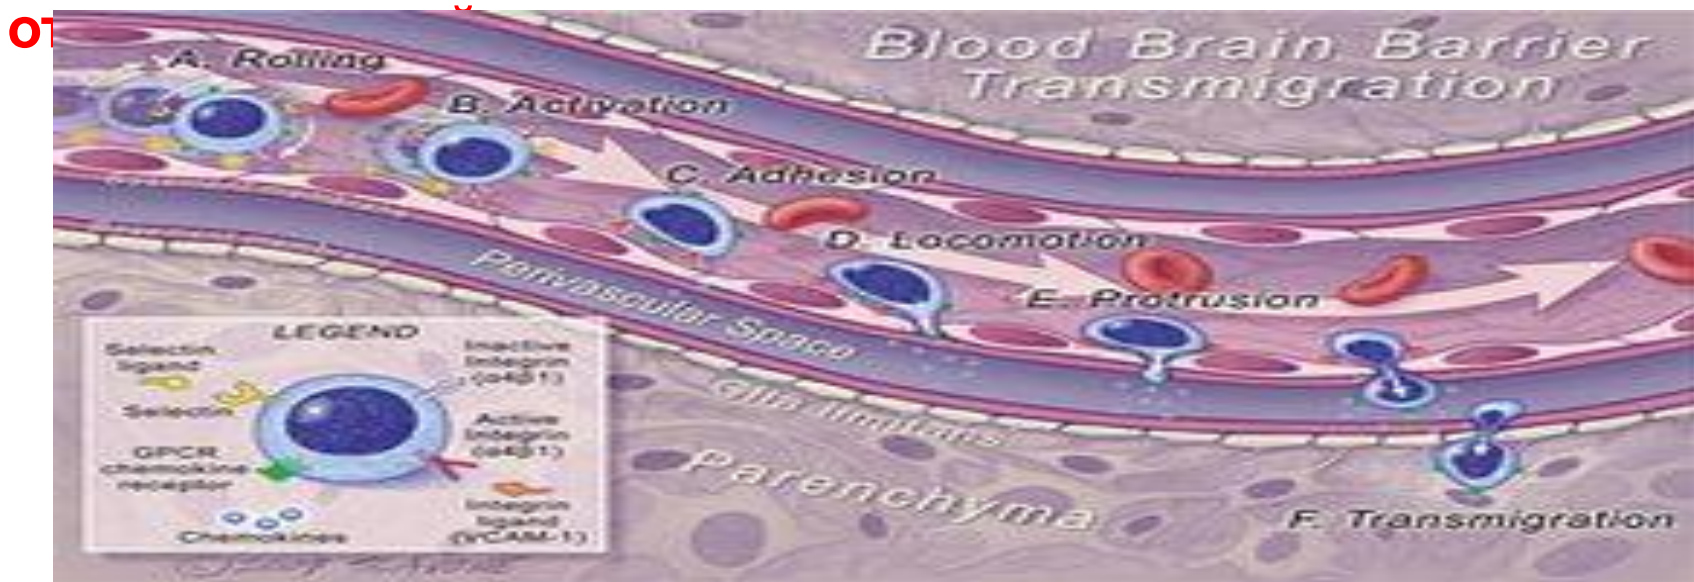 Blood Brain Barrier
Transmigration
A. Rolling
B. Activation
C. Adhesion
D. Locomotion
E. Protrusion
F. Transmigration
Perivascular Space
Glia limitans
Parenchyma
LEGEND
Selectin
ligand
Selectin
GPCR
chemokine
receptor
Chemokines
Inactive
Integrin
(α4β1)
Active
Integrin
(α4β1)
Integrin
ligand
(VCAM-1)